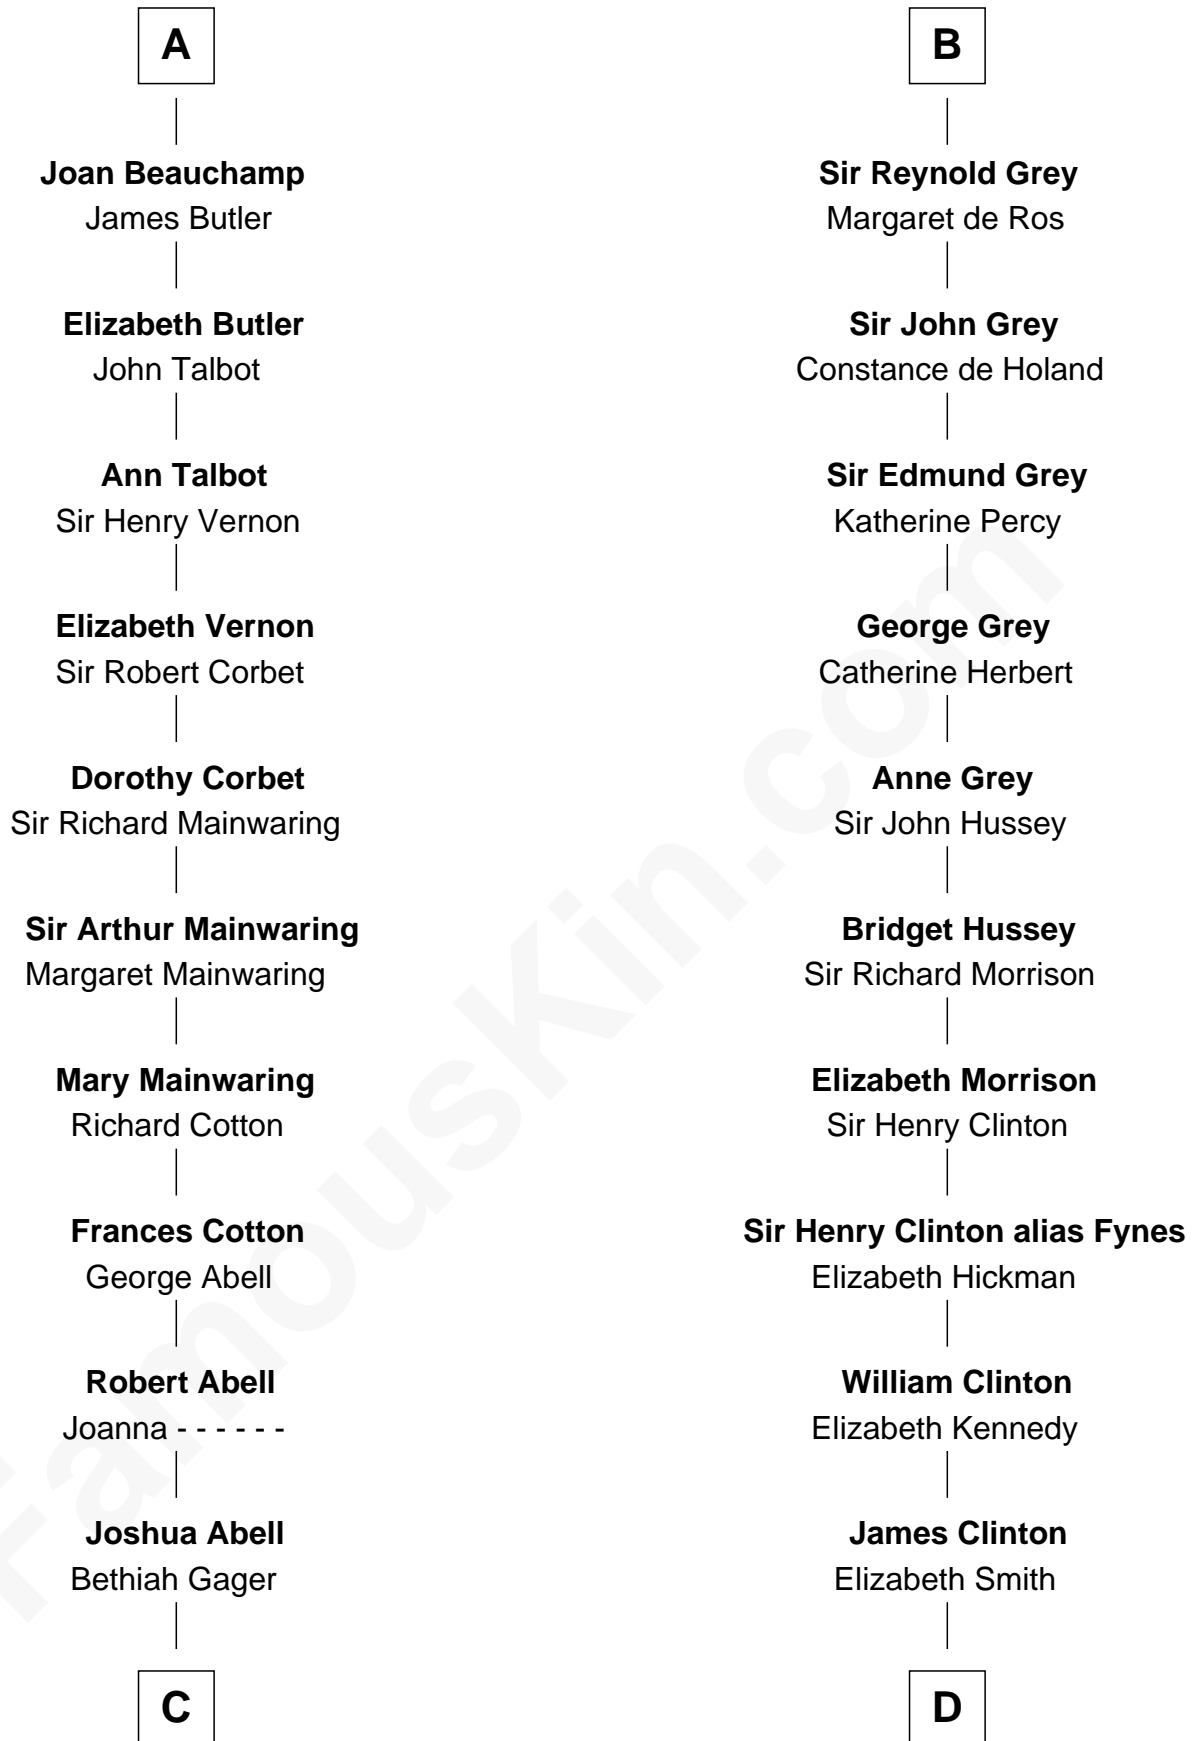 A
Joan Beauchamp
James Butler
Elizabeth Butler
John Talbot
Ann Talbot
Sir Henry Vernon
Elizabeth Vernon
Sir Robert Corbet
Dorothy Corbet
Sir Richard Mainwaring
Sir Arthur Mainwaring
Margaret Mainwaring
Mary Mainwaring
Richard Cotton
Frances Cotton
George Abell
Robert Abell
Joanna - - - - - -
Joshua Abell
Bethiah Gager
C
B
Sir Reynold Grey
Margaret de Ros
Sir John Grey
Constance de Holand
Sir Edmund Grey
Katherine Percy
George Grey
Catherine Herbert
Anne Grey
Sir John Hussey
Bridget Hussey
Sir Richard Morrison
Elizabeth Morrison
Sir Henry Clinton
Sir Henry Clinton alias Fynes
Elizabeth Hickman
William Clinton
Elizabeth Kennedy
James Clinton
Elizabeth Smith
D
FamousKin.com